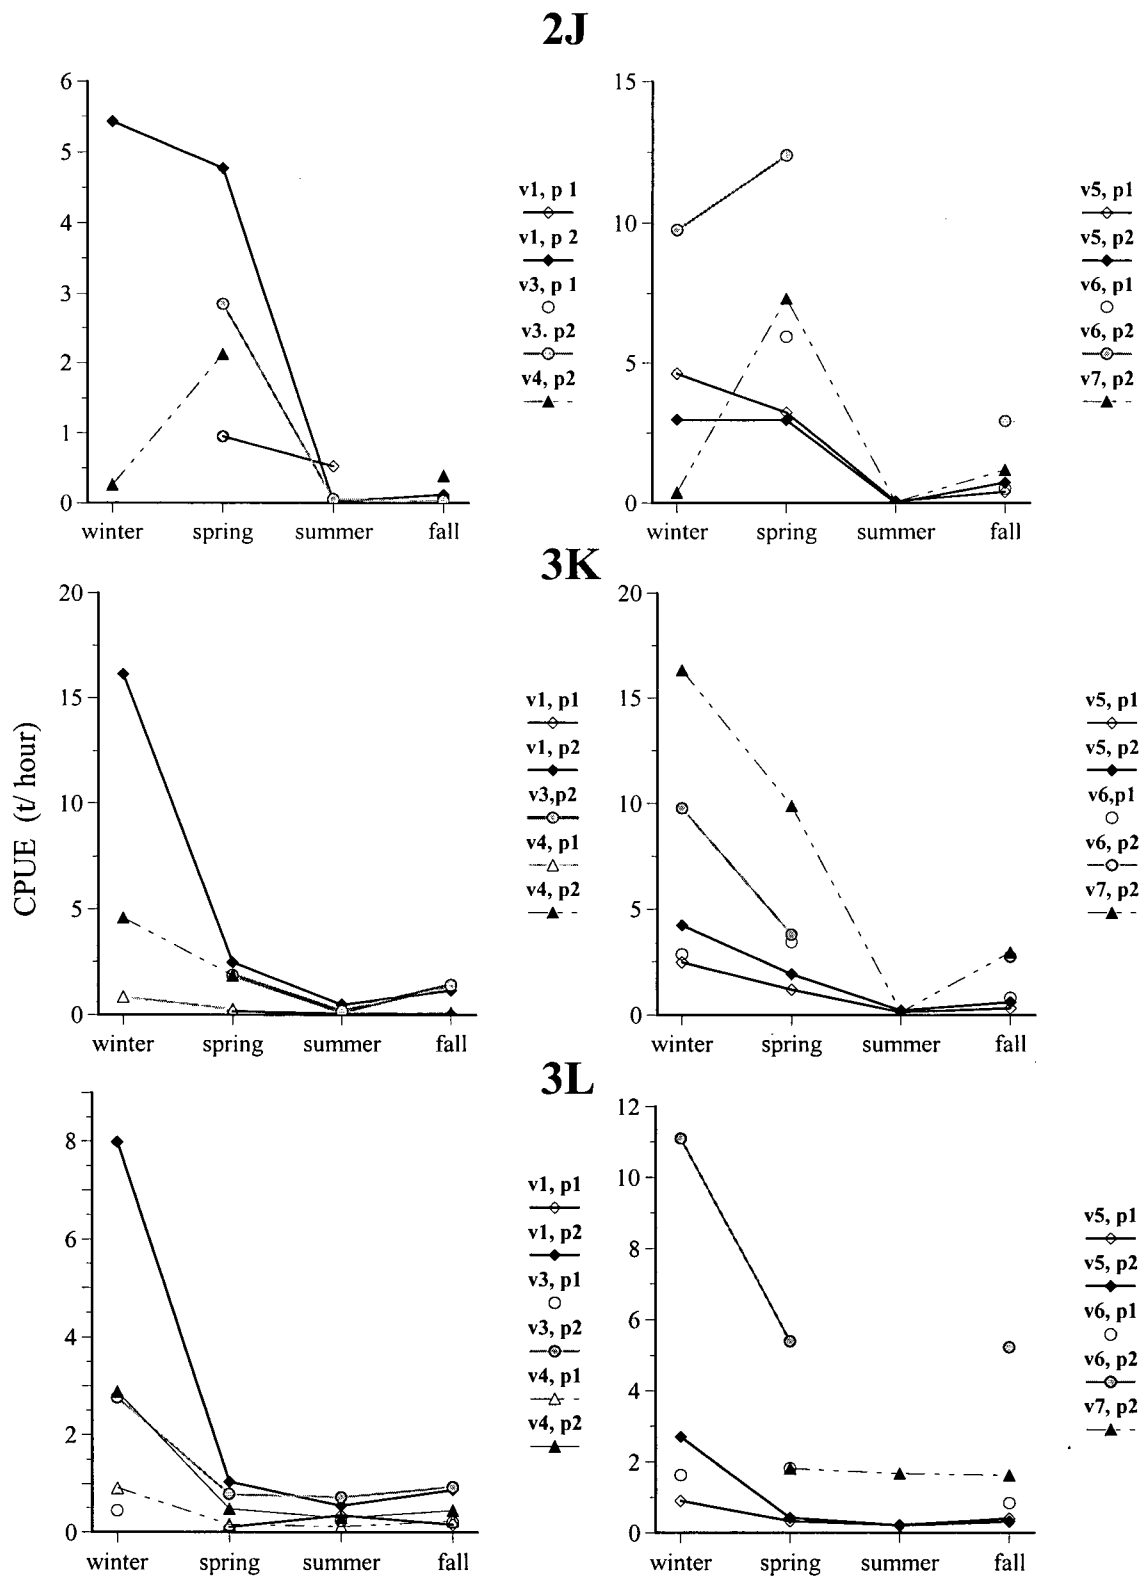 2J
6
5
4
3
2
1
0
winter spring summer fall
v1, p 1
v1, p 2
v3, p 1
v3. p2
v4, p2
15
10
5
0
winter spring summer fall
v5, p1
v5, p2
v6, p1
v6, p2
v7, p2
3K
CPUE (t/ hour)
20
15
10
5
0
winter spring summer fall
v1, p1
v1, p2
v3,p2
v4, p1
v4, p2
20
15
10
5
0
winter spring summer fall
v5, p1
v5, p2
v6,p1
v6, p2
v7, p2
3L
8
6
4
2
0
winter spring summer fall
v1, p1
v1, p2
v3, p1
v3, p2
v4, p1
v4, p2
12
10
8
6
4
2
0
winter spring summer fall
v5, p1
v5, p2
v6, p1
v6, p2
v7, p2